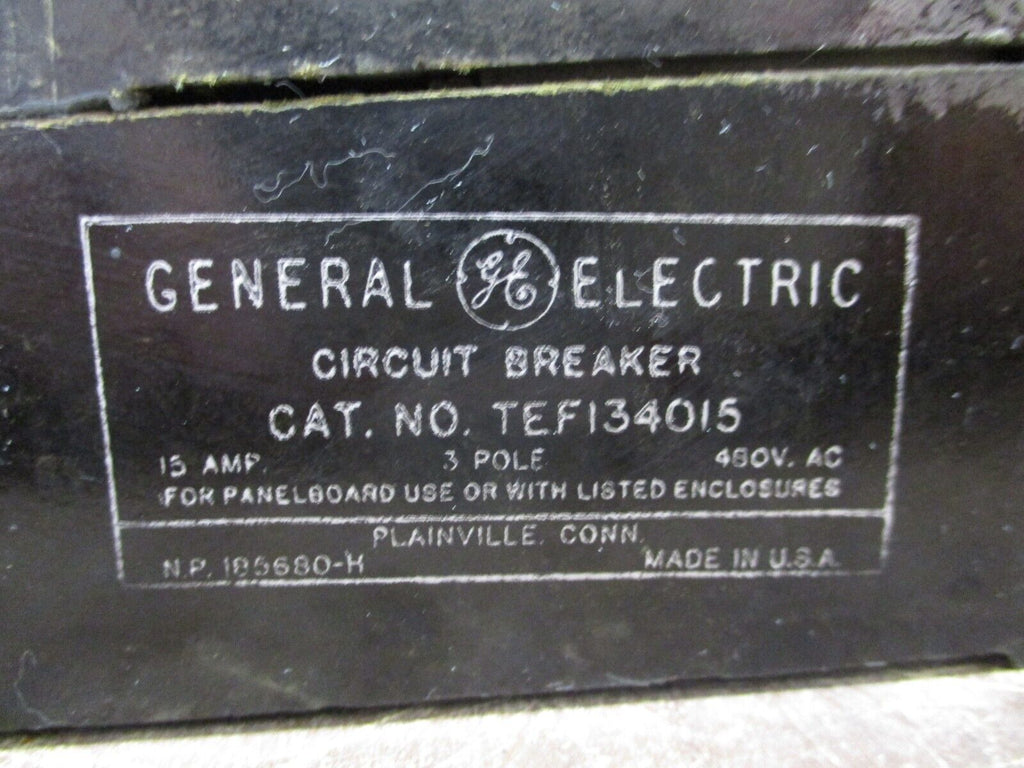 GENERAL GE ELECTRIC
CIRCUIT BREAKER
CAT. NO. TEF134015
15 AMP. 3 POLE 480V. AC
FOR PANELBOARD USE OR WITH LISTED ENCLOSURES
PLAINVILLE, CONN.
N.P. MADE IN U.S.A.